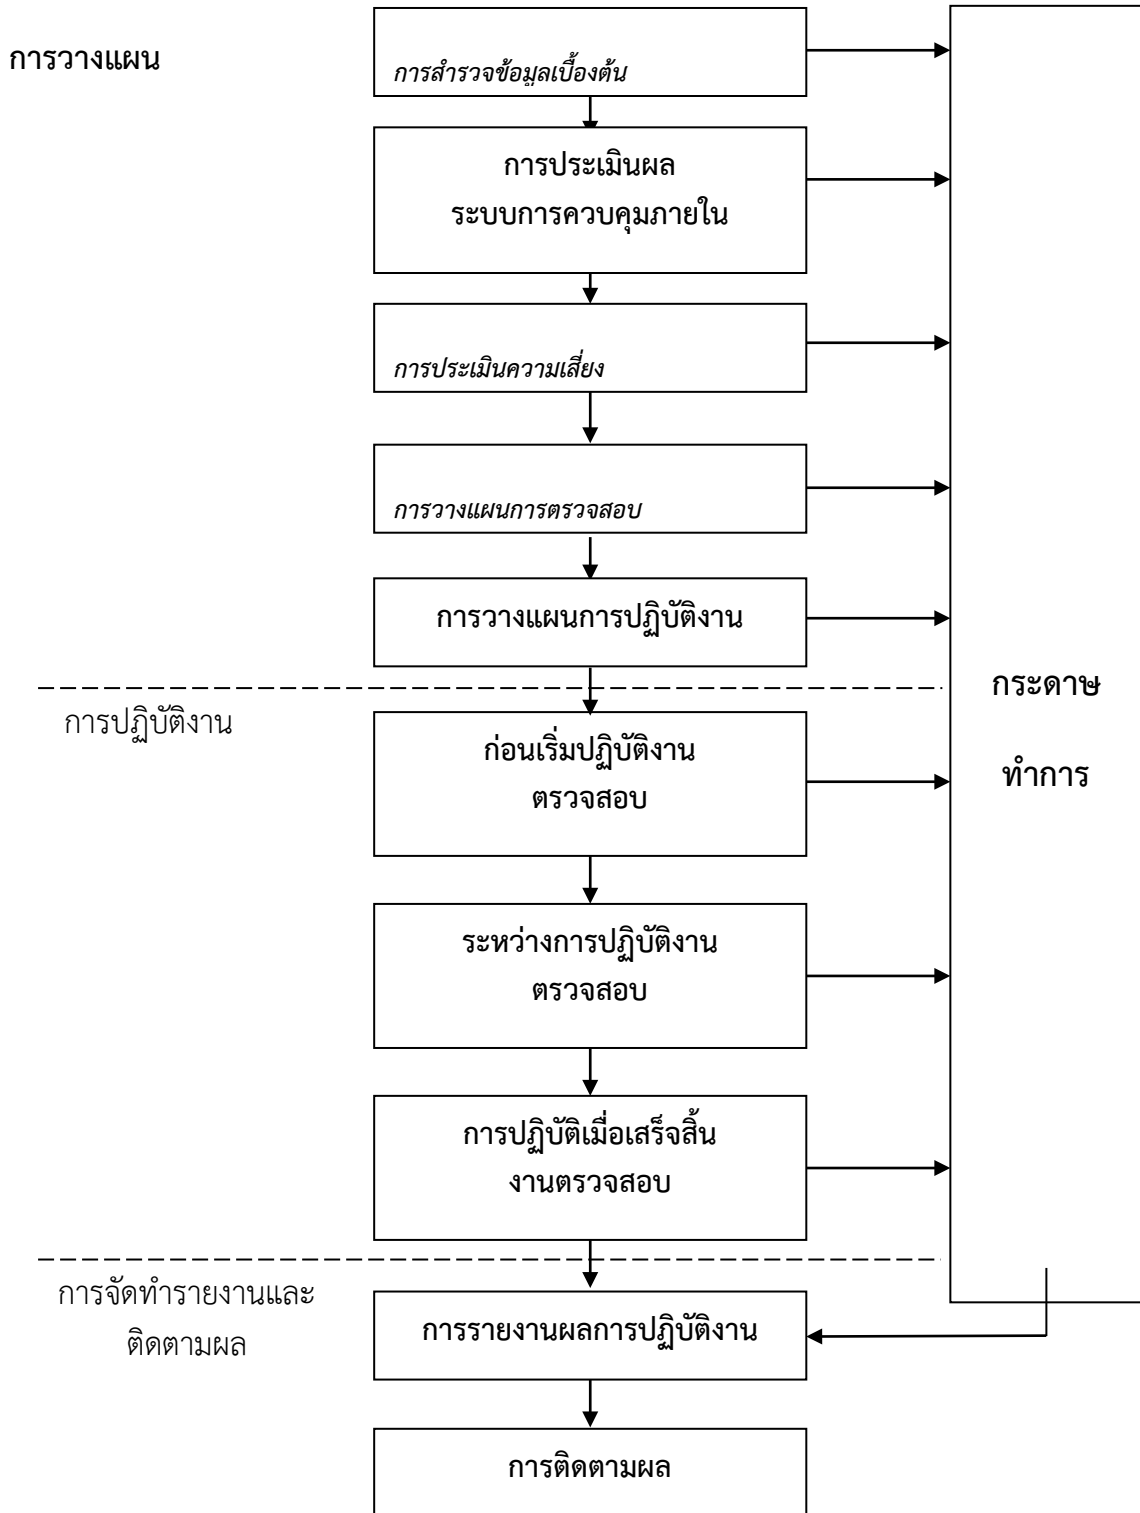 การวางแผน
การสำรวจข้อมูลเบื้องต้น
การประเมินผล
ระบบการควบคุมภายใน
การประเมินความเสี่ยง
การวางแผนการตรวจสอบ
การวางแผนการปฏิบัติงาน
กระดาษ
ทำการ
การปฏิบัติงาน
ก่อนเริ่มปฏิบัติงาน
ตรวจสอบ
ระหว่างการปฏิบัติงาน
ตรวจสอบ
การปฏิบัติเมื่อเสร็จสิ้น
งานตรวจสอบ
การจัดทำรายงานและ
ติดตามผล
การรายงานผลการปฏิบัติงาน
การติดตามผล